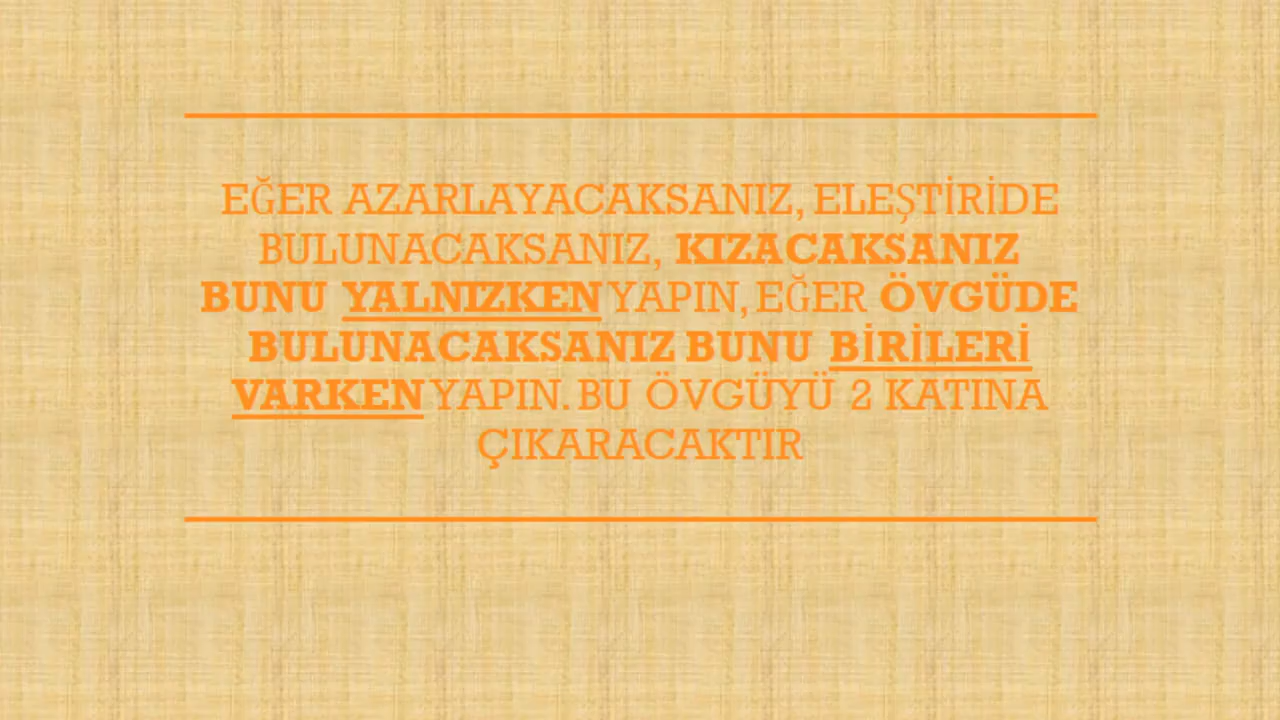 EĞER AZARLAYACAKSANIZ, ELEŞTİRİDE
BULUNACAKSANIZ, KIZACAKSANIZ
BUNU YALNIZKEN YAPIN, EĞER ÖVGÜDE
BULUNACAKSANIZ BUNU BİRİLERİ
VARKEN YAPIN. BU ÖVGÜYÜ 2 KATINA
ÇIKARACAKTIR